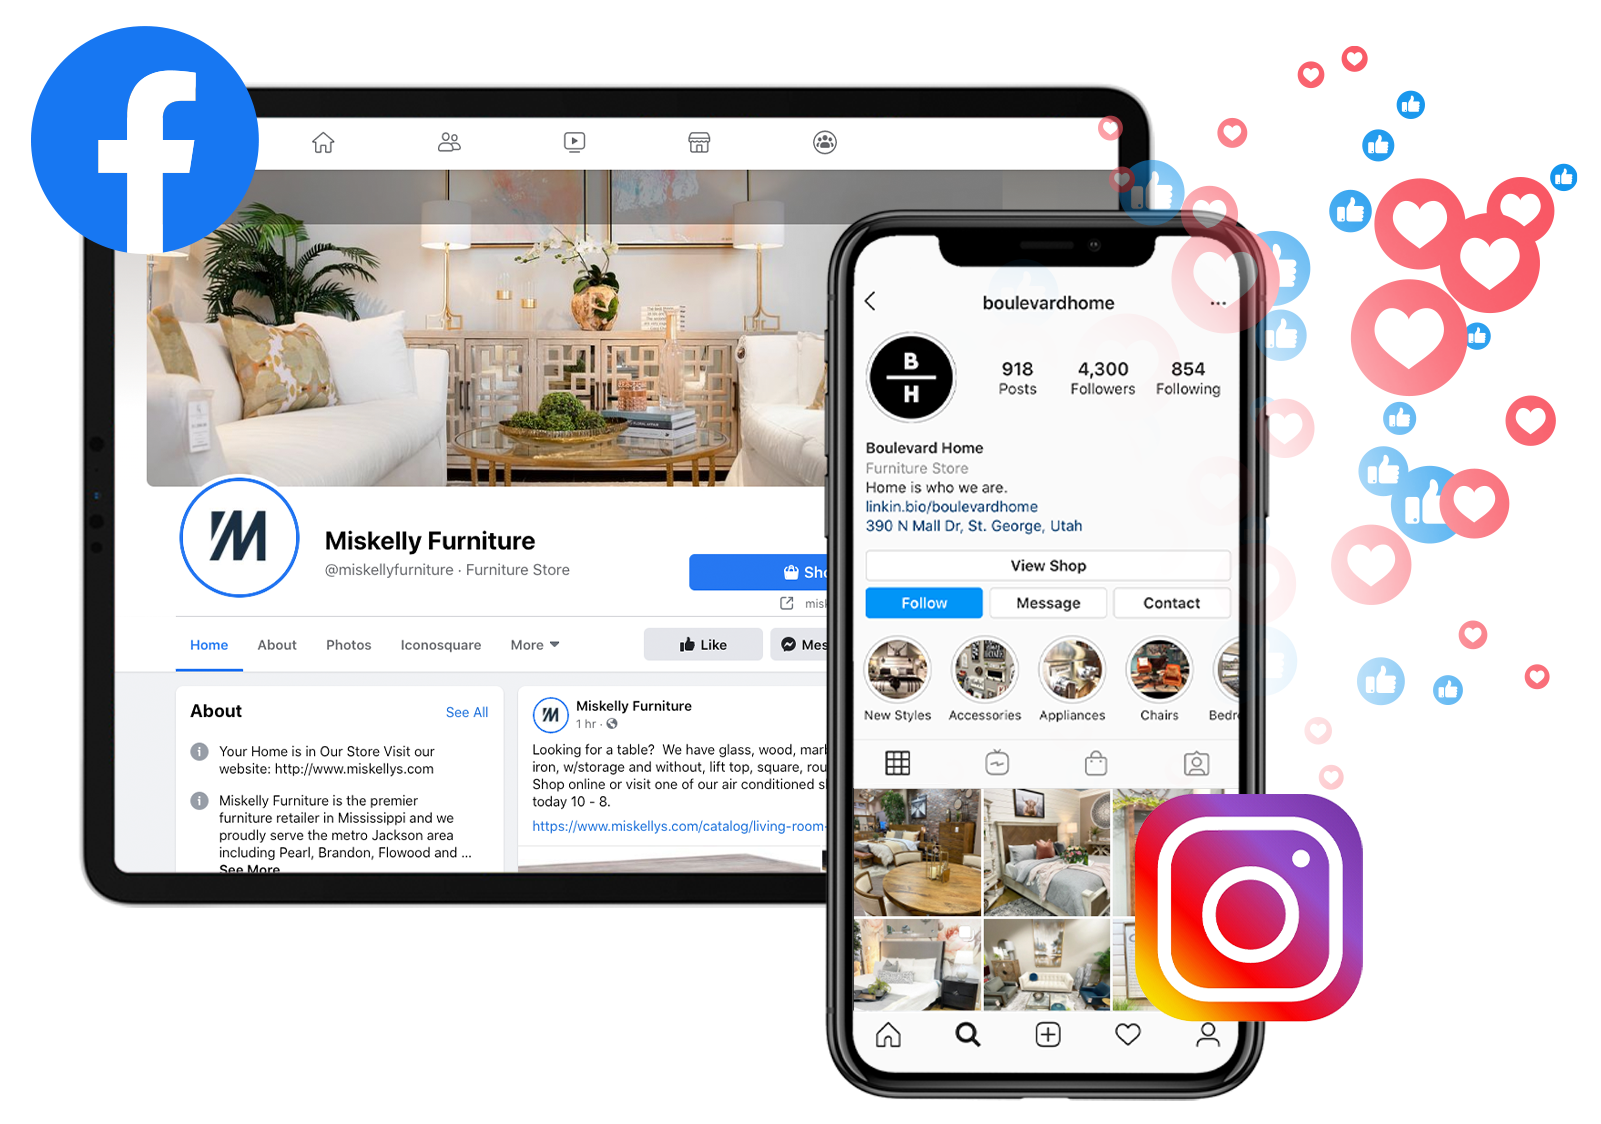 Miskelly Furniture
@miskellyfurniture · Furniture Store
Home
About
Photos
Iconosquare
More
Like
About
See All
Your Home is in Our Store Visit our
website: http://www.miskellys.com
Miskelly Furniture is the premier
furniture retailer in Mississippi and we
proudly serve the metro Jackson area
including Pearl, Brandon, Flowood and ...
See More
Miskelly Furniture
1 hr ·
Looking for a table? We have glass, wood,
iron, w/storage and without, lift top, square,
Shop online or visit one of our air conditioned
today 10 - 8.
https://www.miskellys.com/catalog/living-room-
boulevardhome
...
B
H
918
Posts
4,300
Followers
854
Following
Boulevard Home
Furniture Store
Home is who we are.
linkin.bio/boulevardhome
390 N Mall Dr, St. George, Utah
View Shop
Follow
Message
Contact
New Styles
Accessories
Appliances
Chairs